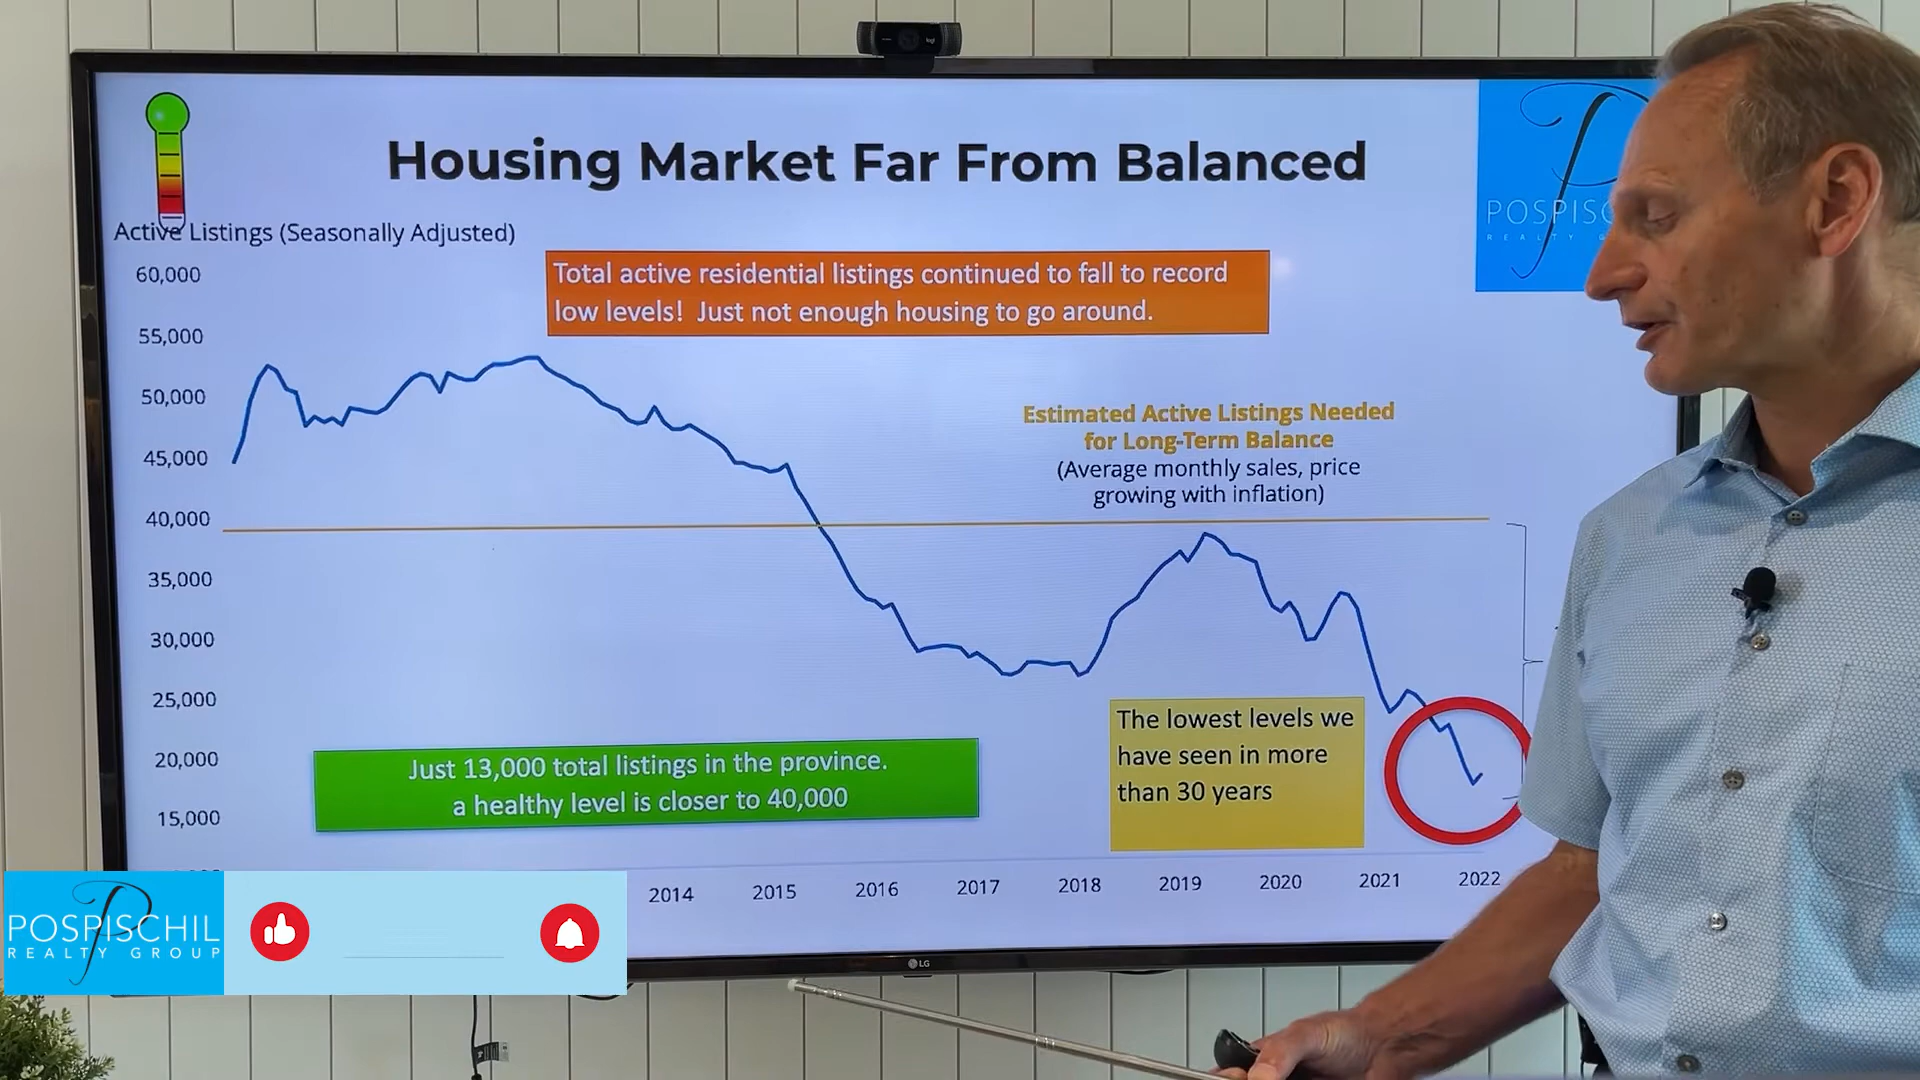 Housing Market Far From Balanced
Active Listings (Seasonally Adjusted)
60,000
55,000
50,000
45,000
40,000
35,000
30,000
25,000
20,000
15,000
Total active residential listings continued to fall to record
low levels! Just not enough housing to go around.
Estimated Active Listings Needed
for Long-Term Balance
(Average monthly sales, price
growing with inflation)
The lowest levels we
have seen in more
than 30 years
Just 13,000 total listings in the province.
a healthy level is closer to 40,000
2014 2015 2016 2017 2018 2019 2020 2021 2022
LG
logi
POSPISCHIL
REALTY GROUP